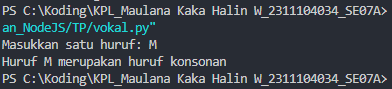 PS C:\Koding\KPL_Maulana Kaka Halin W_2311104034_SE07A>
an_NodeJS/TP/vokal.py"
Masukkan satu huruf: M
Huruf M merupakan huruf konsonan
PS C:\Koding\KPL_Maulana Kaka Halin W_2311104034_SE07A>